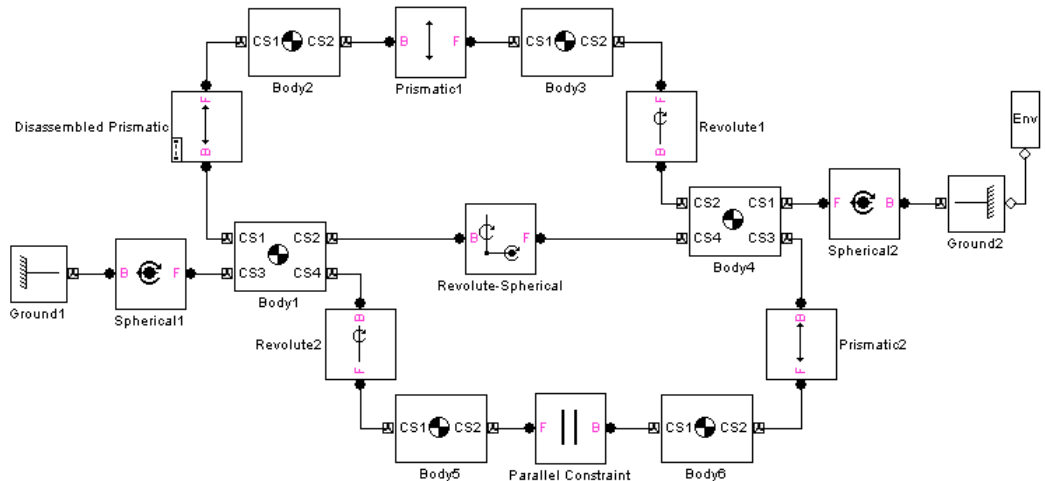 CS1 CS2
B F
CS1 CS2
Body2
Prismatic1
Body3
F
Disassembled Prismatic
B
F
Revolute1
B
Env
CS1 CS2
CS3 CS4
Body1
B F
Revolute-Spherical
CS2 CS1
CS4 CS3
Body4
F B
Spherical2
Ground2
Ground1
B F
Spherical1
B
Revolute2
F
B
Prismatic2
F
CS1 CS2
Body5
F B
Parallel Constraint
CS1 CS2
Body6